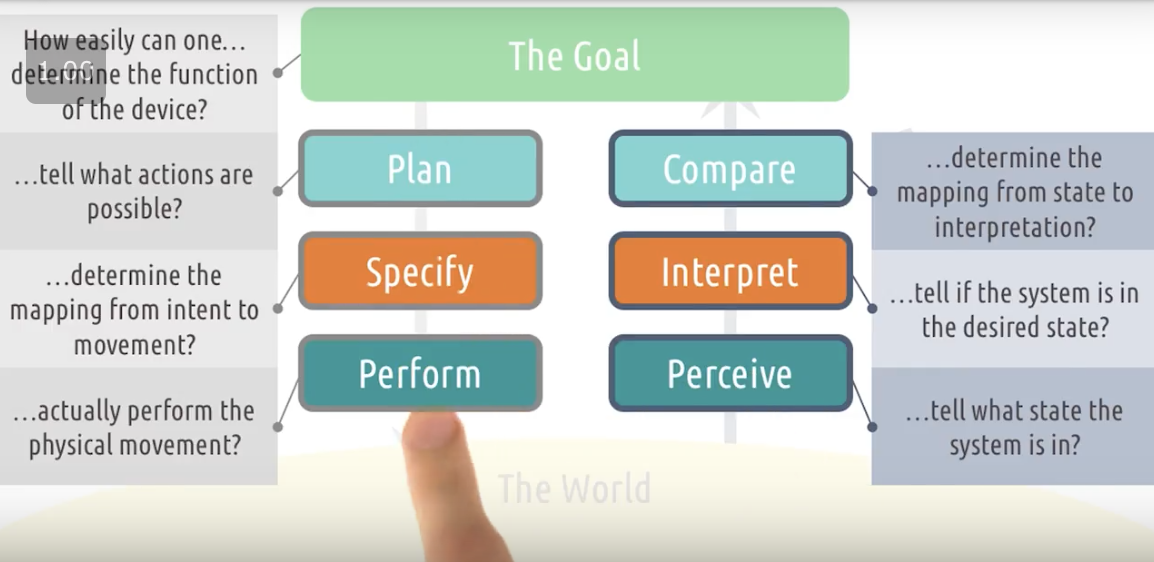 How easily can one…
determine the function
of the device?
1.00
The Goal
…tell what actions are
possible?
Plan
Compare
…determine the
mapping from state to
interpretation?
…determine the
mapping from intent to
movement?
Specify
Interpret
…tell if the system is in
the desired state?
…actually perform the
physical movement?
Perform
Perceive
…tell what state the
system is in?
The World